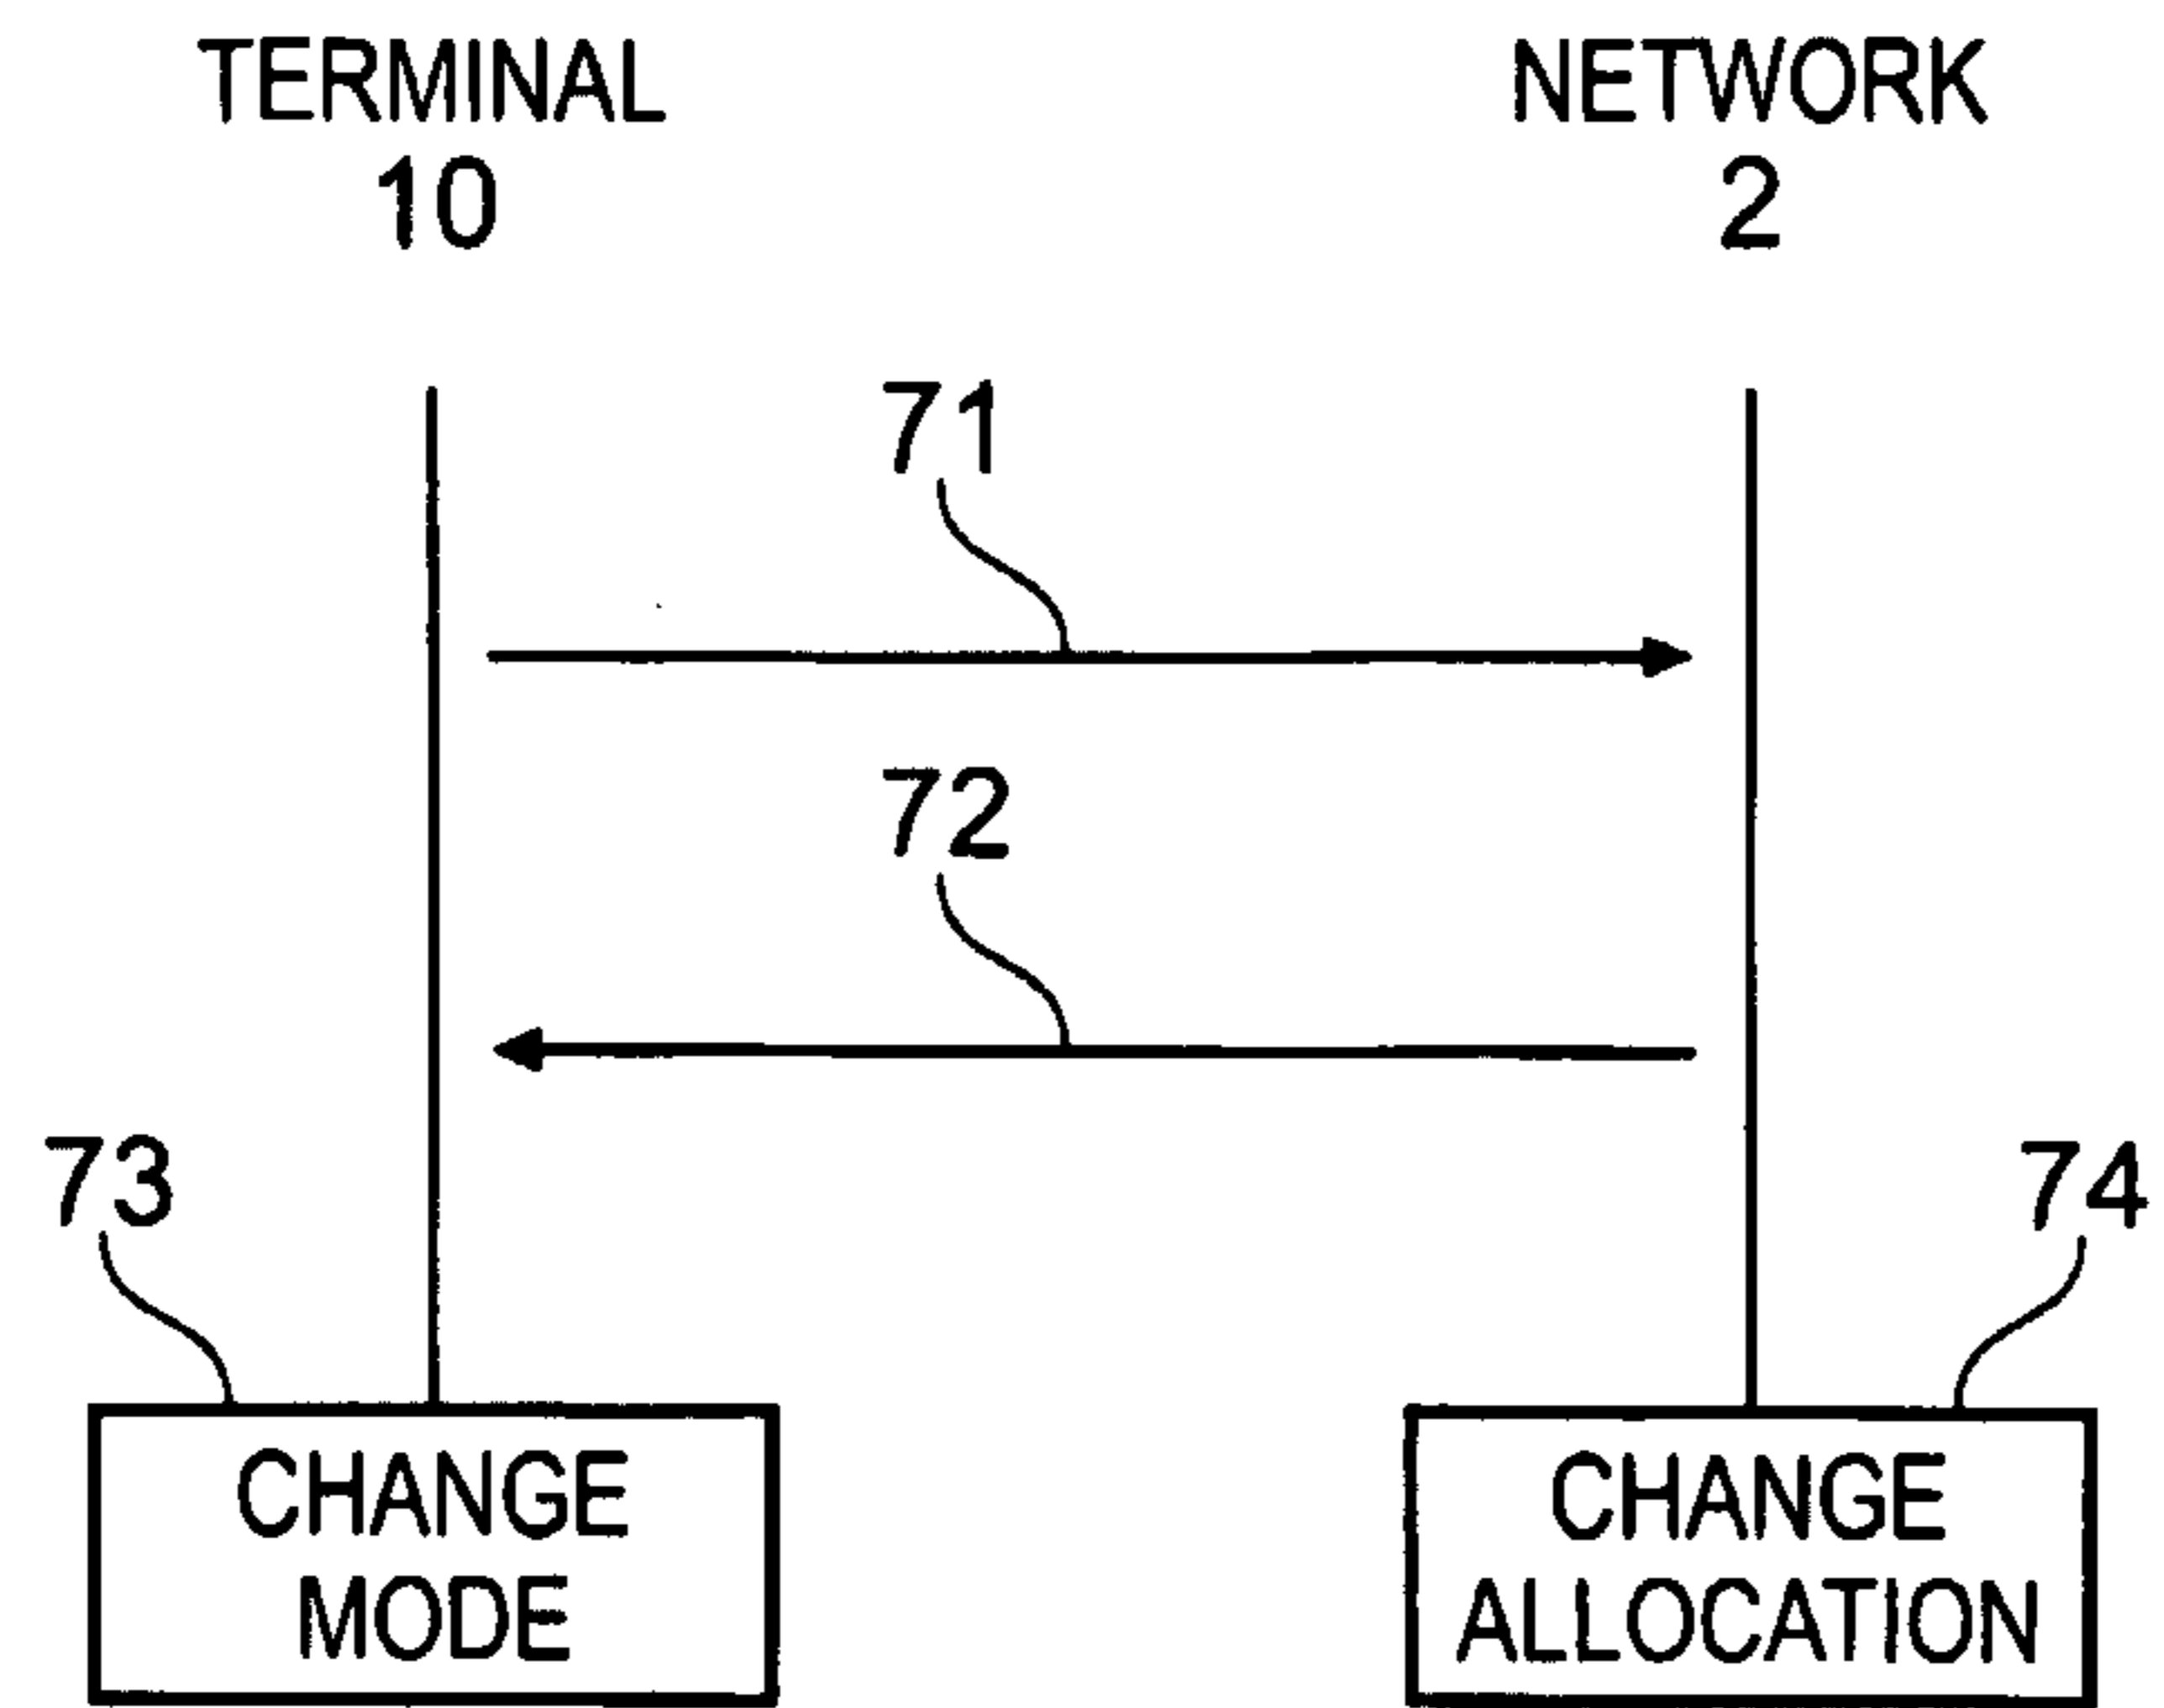 TERMINAL
10
NETWORK
2
71
72
73
74
CHANGE
MODE
CHANGE
ALLOCATION